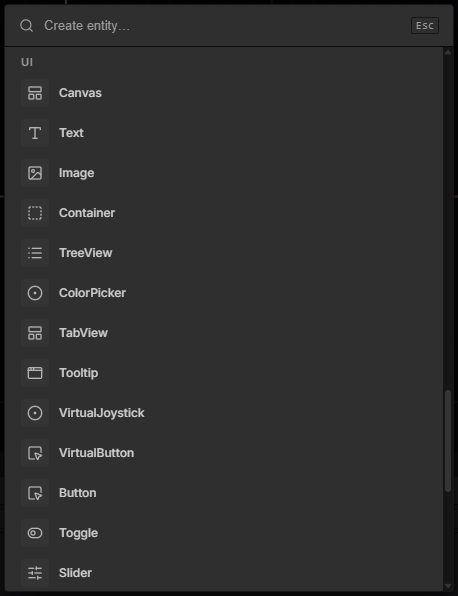 Create entity...
Esc
UI
Canvas
Text
Image
Container
TreeView
ColorPicker
TabView
Tooltip
VirtualJoystick
VirtualButton
Button
Toggle
Slider